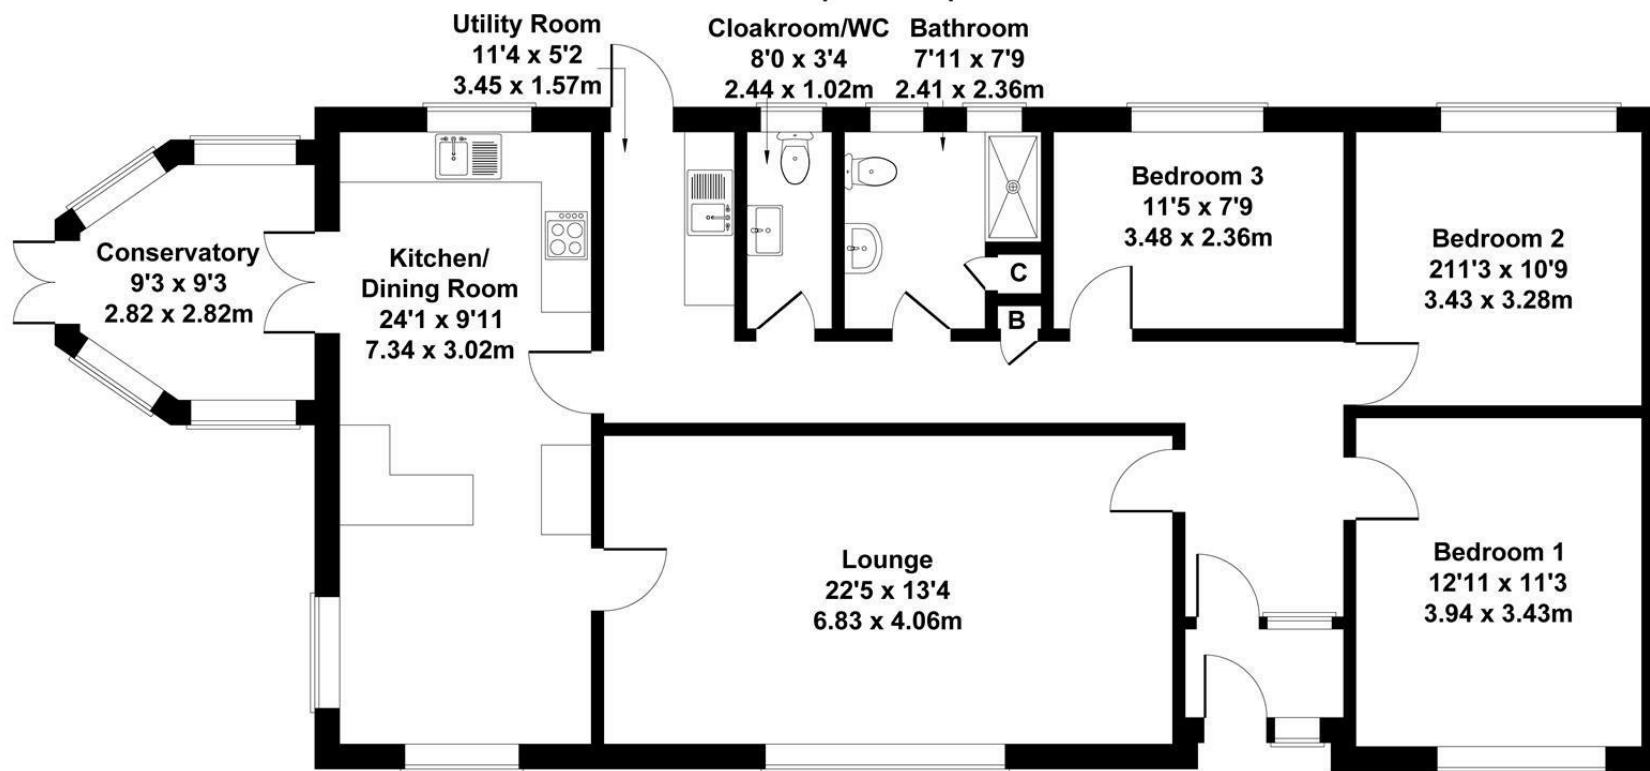 Utility Room
11'4 x 5'2
3.45 x 1.57m
Cloakroom/WC
8'0 x 3'4
2.44 x 1.02m
Bathroom
7'11 x 7'9
2.41 x 2.36m
Conservatory
9'3 x 9'3
2.82 x 2.82m
Kitchen/
Dining Room
24'1 x 9'11
7.34 x 3.02m
C
B
Bedroom 3
11'5 x 7'9
3.48 x 2.36m
Bedroom 2
211'3 x 10'9
3.43 x 3.28m
Lounge
22'5 x 13'4
6.83 x 4.06m
Bedroom 1
12'11 x 11'3
3.94 x 3.43m